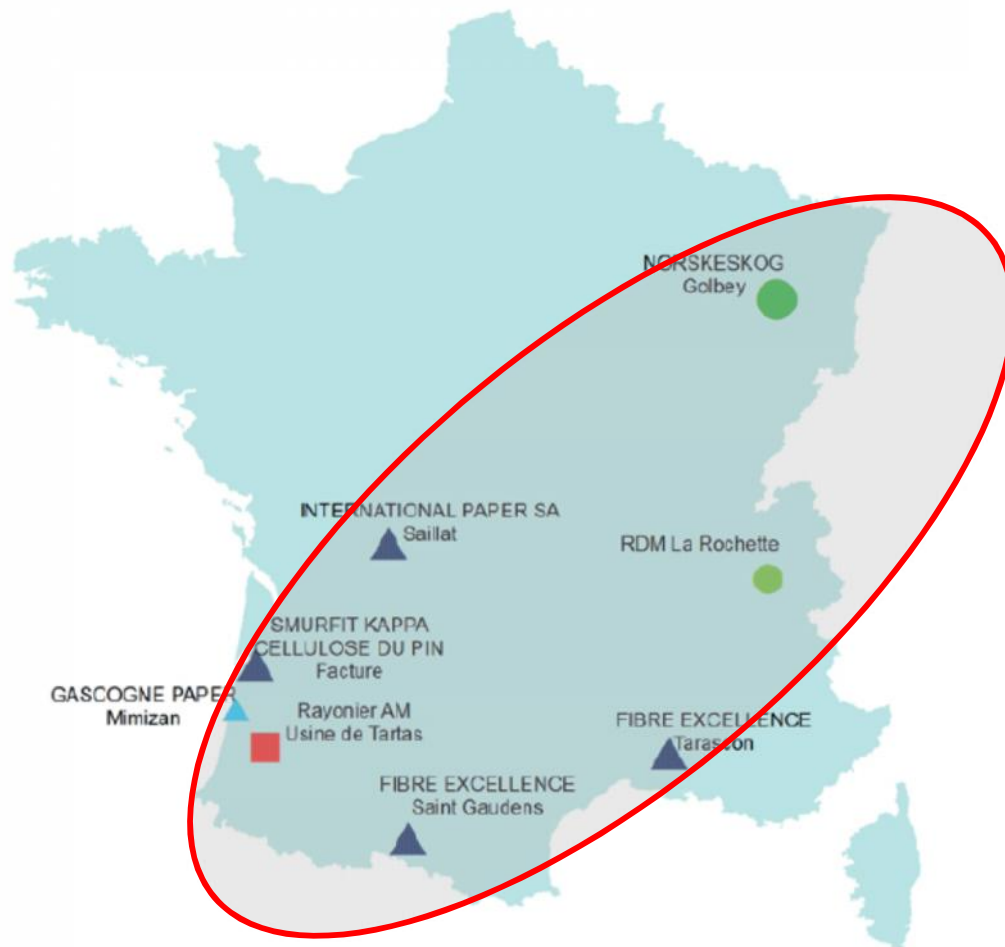 NORSKESKOG
Golbey
INTERNATIONAL PAPER SA
Saillat
RDM La Rochette
SMURFIT KAPPA
CELLULOSE DU PIN
Facture
GASCOGNE PAPER
Mimizan
Rayonier AM
Usine de Tartas
FIBRE EXCELLENCE
Tarascon
FIBRE EXCELLENCE
Saint Gaudens